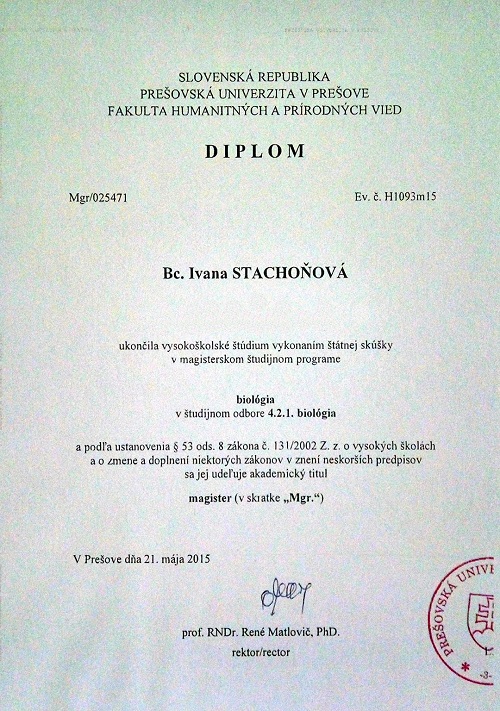 SLOVENSKÁ REPUBLIKA
PREŠOVSKÁ UNIVERZITA V PREŠOVE
FAKULTA HUMANITNÝCH A PRÍRODNÝCH VIED
DIPLOM
Mgr/025471 Ev. č. H1093m15
Bc. Ivana STACHOŇOVÁ
ukončila vysokoškolské štúdium vykonaním štátnej skúšky
v magisterskom študijnom programe
biológia
v študijnom odbore 4.2.1. biológia
a podľa ustanovenia § 53 ods. 8 zákona č. 131/2002 Z. z. o vysokých školách
a o zmene a doplnení niektorých zákonov v znení neskorších predpisov
sa jej udeľuje akademický titul
magister (v skratke „Mgr.“)
V Prešove dňa 21. mája 2015
prof. RNDr. René Matlovič, PhD.
rektor/rector
PREŠOVSKÁ UNIVE
-3-